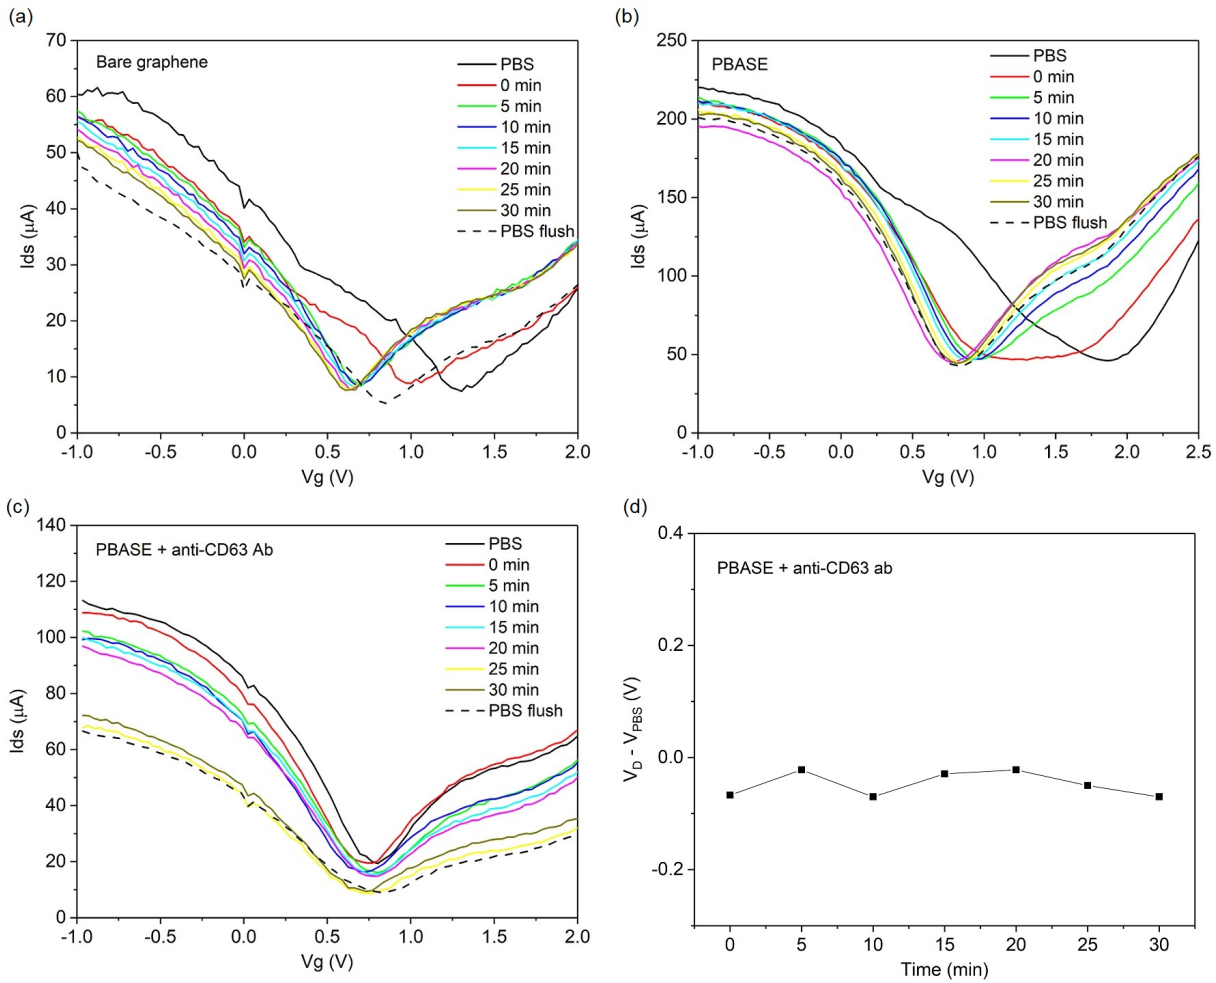 (a)
70
60
50
40
30
20
10
0
-1.0 -0.5 0.0 0.5 1.0 1.5 2.0
Ids (μA)
Vg (V)
Bare graphene
PBS
0 min
5 min
10 min
15 min
20 min
25 min
30 min
PBS flush
(b)
250
200
150
100
50
0
-1.0 -0.5 0.0 0.5 1.0 1.5 2.0 2.5
Ids (μA)
Vg (V)
PBASE
PBS
0 min
5 min
10 min
15 min
20 min
25 min
30 min
PBS flush
(c)
140
120
100
80
60
40
20
0
-1.0 -0.5 0.0 0.5 1.0 1.5 2.0
Ids (μA)
Vg (V)
PBASE + anti-CD63 Ab
PBS
0 min
5 min
10 min
15 min
20 min
25 min
30 min
PBS flush
(d)
0.4
0.2
0.0
-0.2
0 5 10 15 20 25 30
V_D - V_PBS (V)
Time (min)
PBASE + anti-CD63 ab